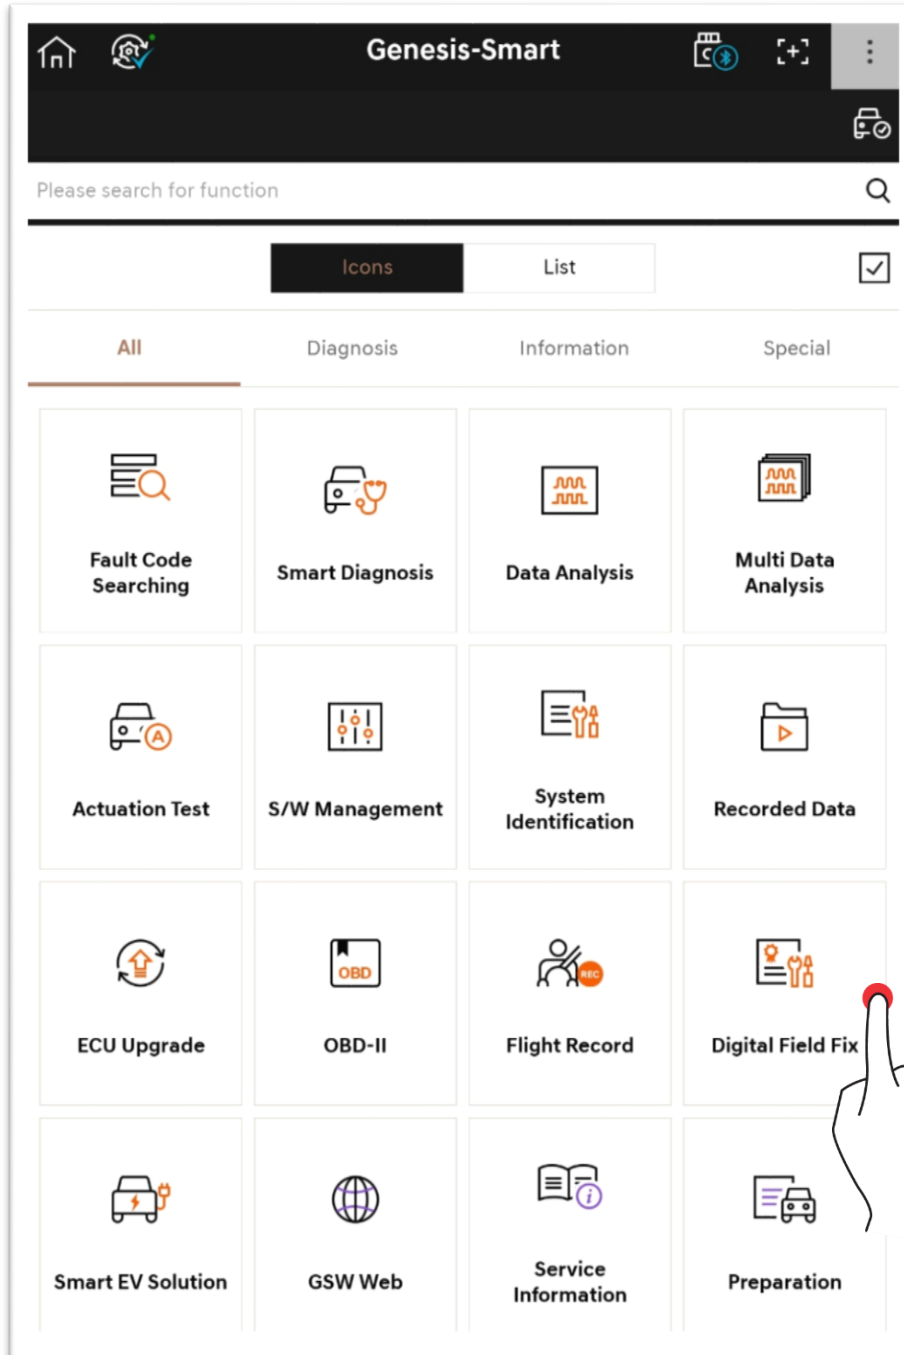 Genesis-Smart
Please search for function
Icons
List
All
Diagnosis
Information
Special
Fault Code
Searching
Smart Diagnosis
Data Analysis
Multi Data
Analysis
A
Actuation Test
S/W Management
System
Identification
Recorded Data
ECU Upgrade
OBD
OBD-II
REC
Flight Record
Digital Field Fix
Smart EV Solution
GSW Web
i
Service
Information
Preparation